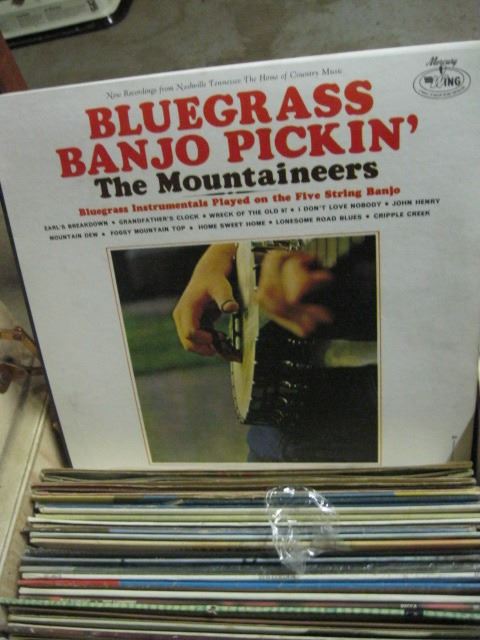 New Recordings from Nashville Tennessee The Home of Country Music
Mercury
WING
BLUEGRASS
BANJO PICKIN'
The Mountaineers
Bluegrass Instrumentals Played on the Five String Banjo
EARL'S BREAKDOWN • GRANDFATHER'S CLOCK • WRECK OF THE OLD 97 • I DON'T LOVE NOBODY • JOHN HENRY
MOUNTAIN DEW • FOGGY MOUNTAIN TOP • HOME SWEET HOME • LONESOME ROAD BLUES • CRIPPLE CREEK
DECCA